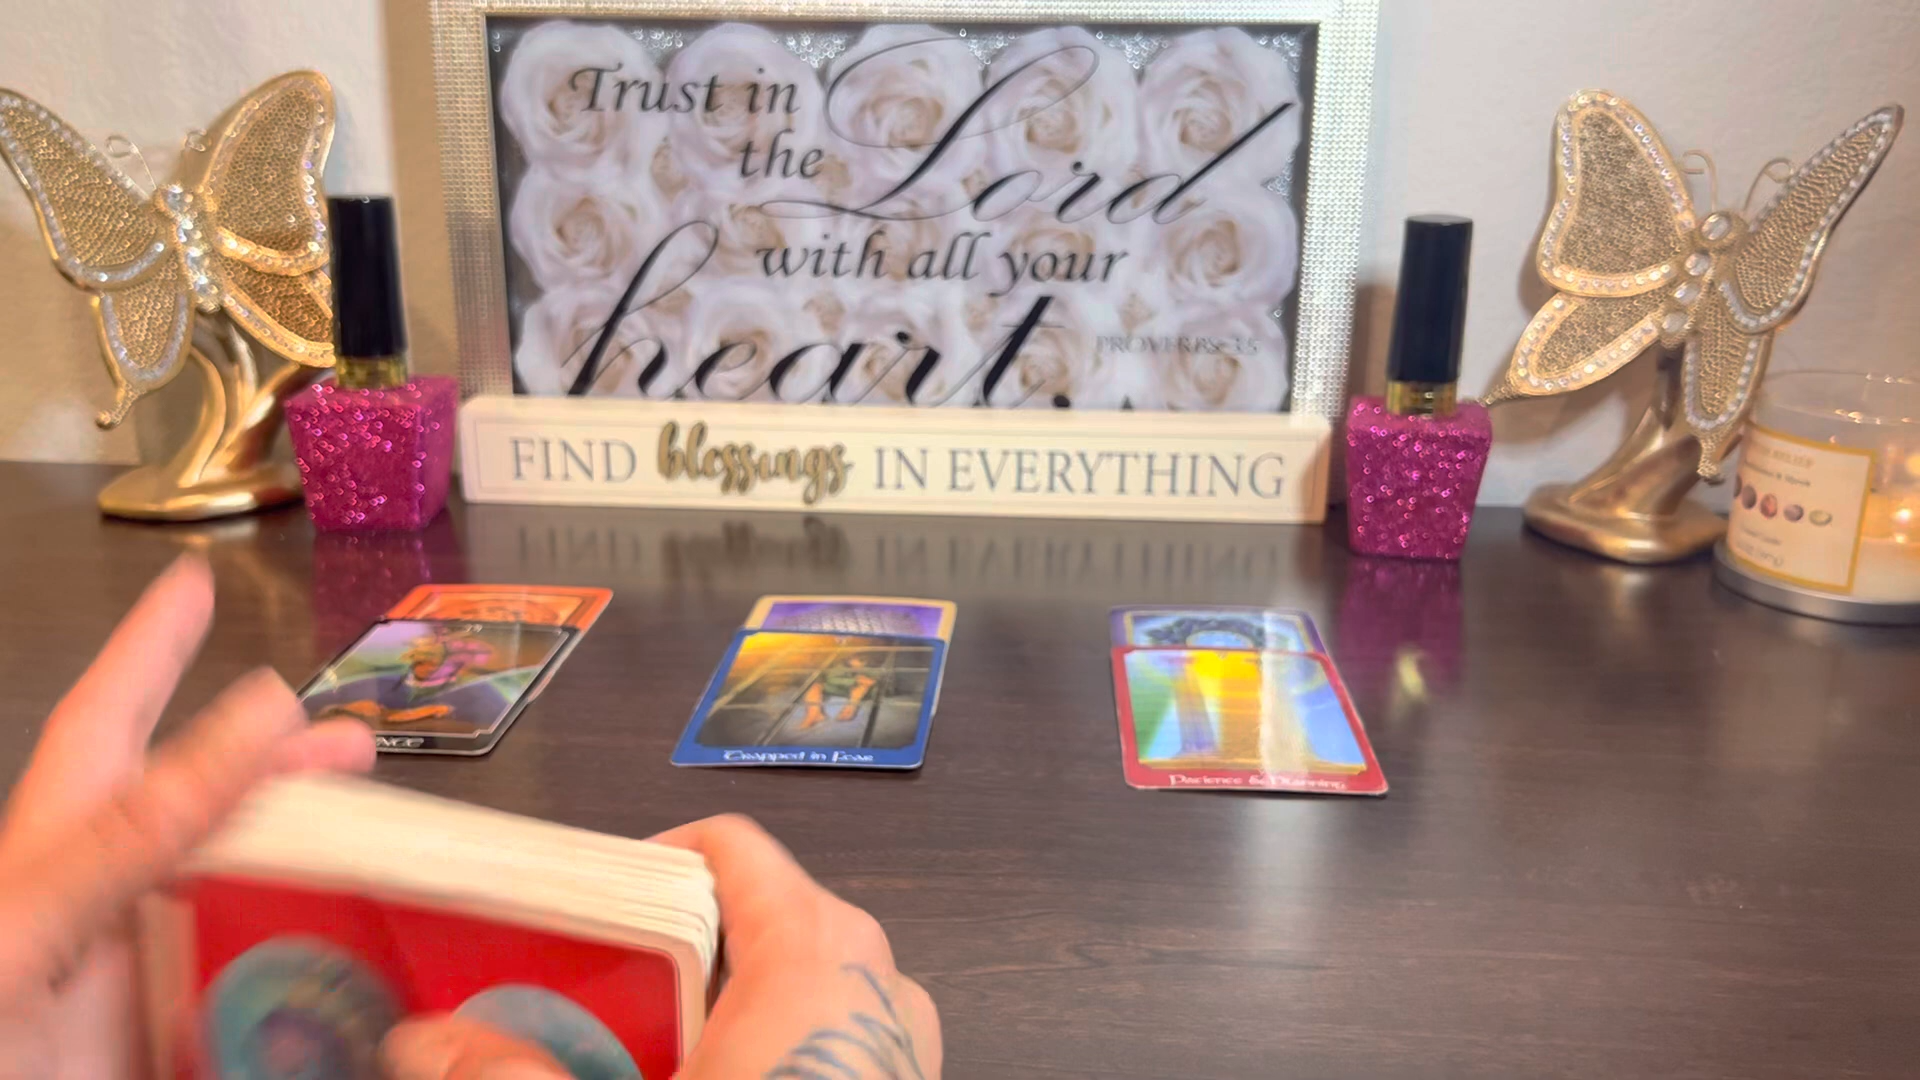 Trust in
the Lord
with all your
heart.
PROVERBS 3:5
FIND blessings IN EVERYTHING
Trapped in Fear
Patience & Planning